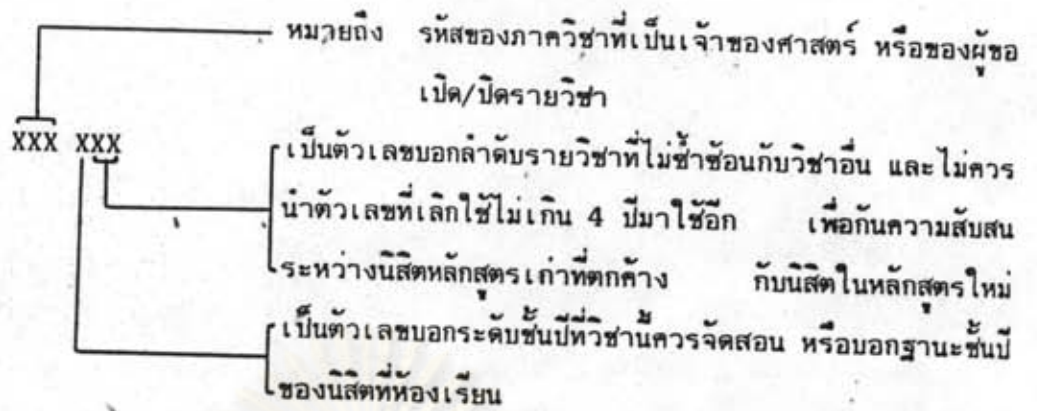 หมายถึง รหัสของภาควิชาที่เป็นเจ้าของศาสตร์ หรือของผู้ขอ
เปิด/ปิดรายวิชา
XXX XXX
เป็นตัวเลขบอกลำดับรายวิชาที่ไม่ซ้ำซ้อนกับวิชาอื่น และไม่ควร
นำตัวเลขที่เลิกใช้ไม่เกิน 4 ปีมาใช้อีก เพื่อกันความสับสน
ระหว่างนิสิตหลักสูตรเก่าที่ตกค้าง กับนิสิตในหลักสูตรใหม่
เป็นตัวเลขบอกระดับชั้นปีที่วิชานี้ควรจัดสอน หรือบอกฐานะชั้นปี
ของนิสิตที่ห้องเรียน